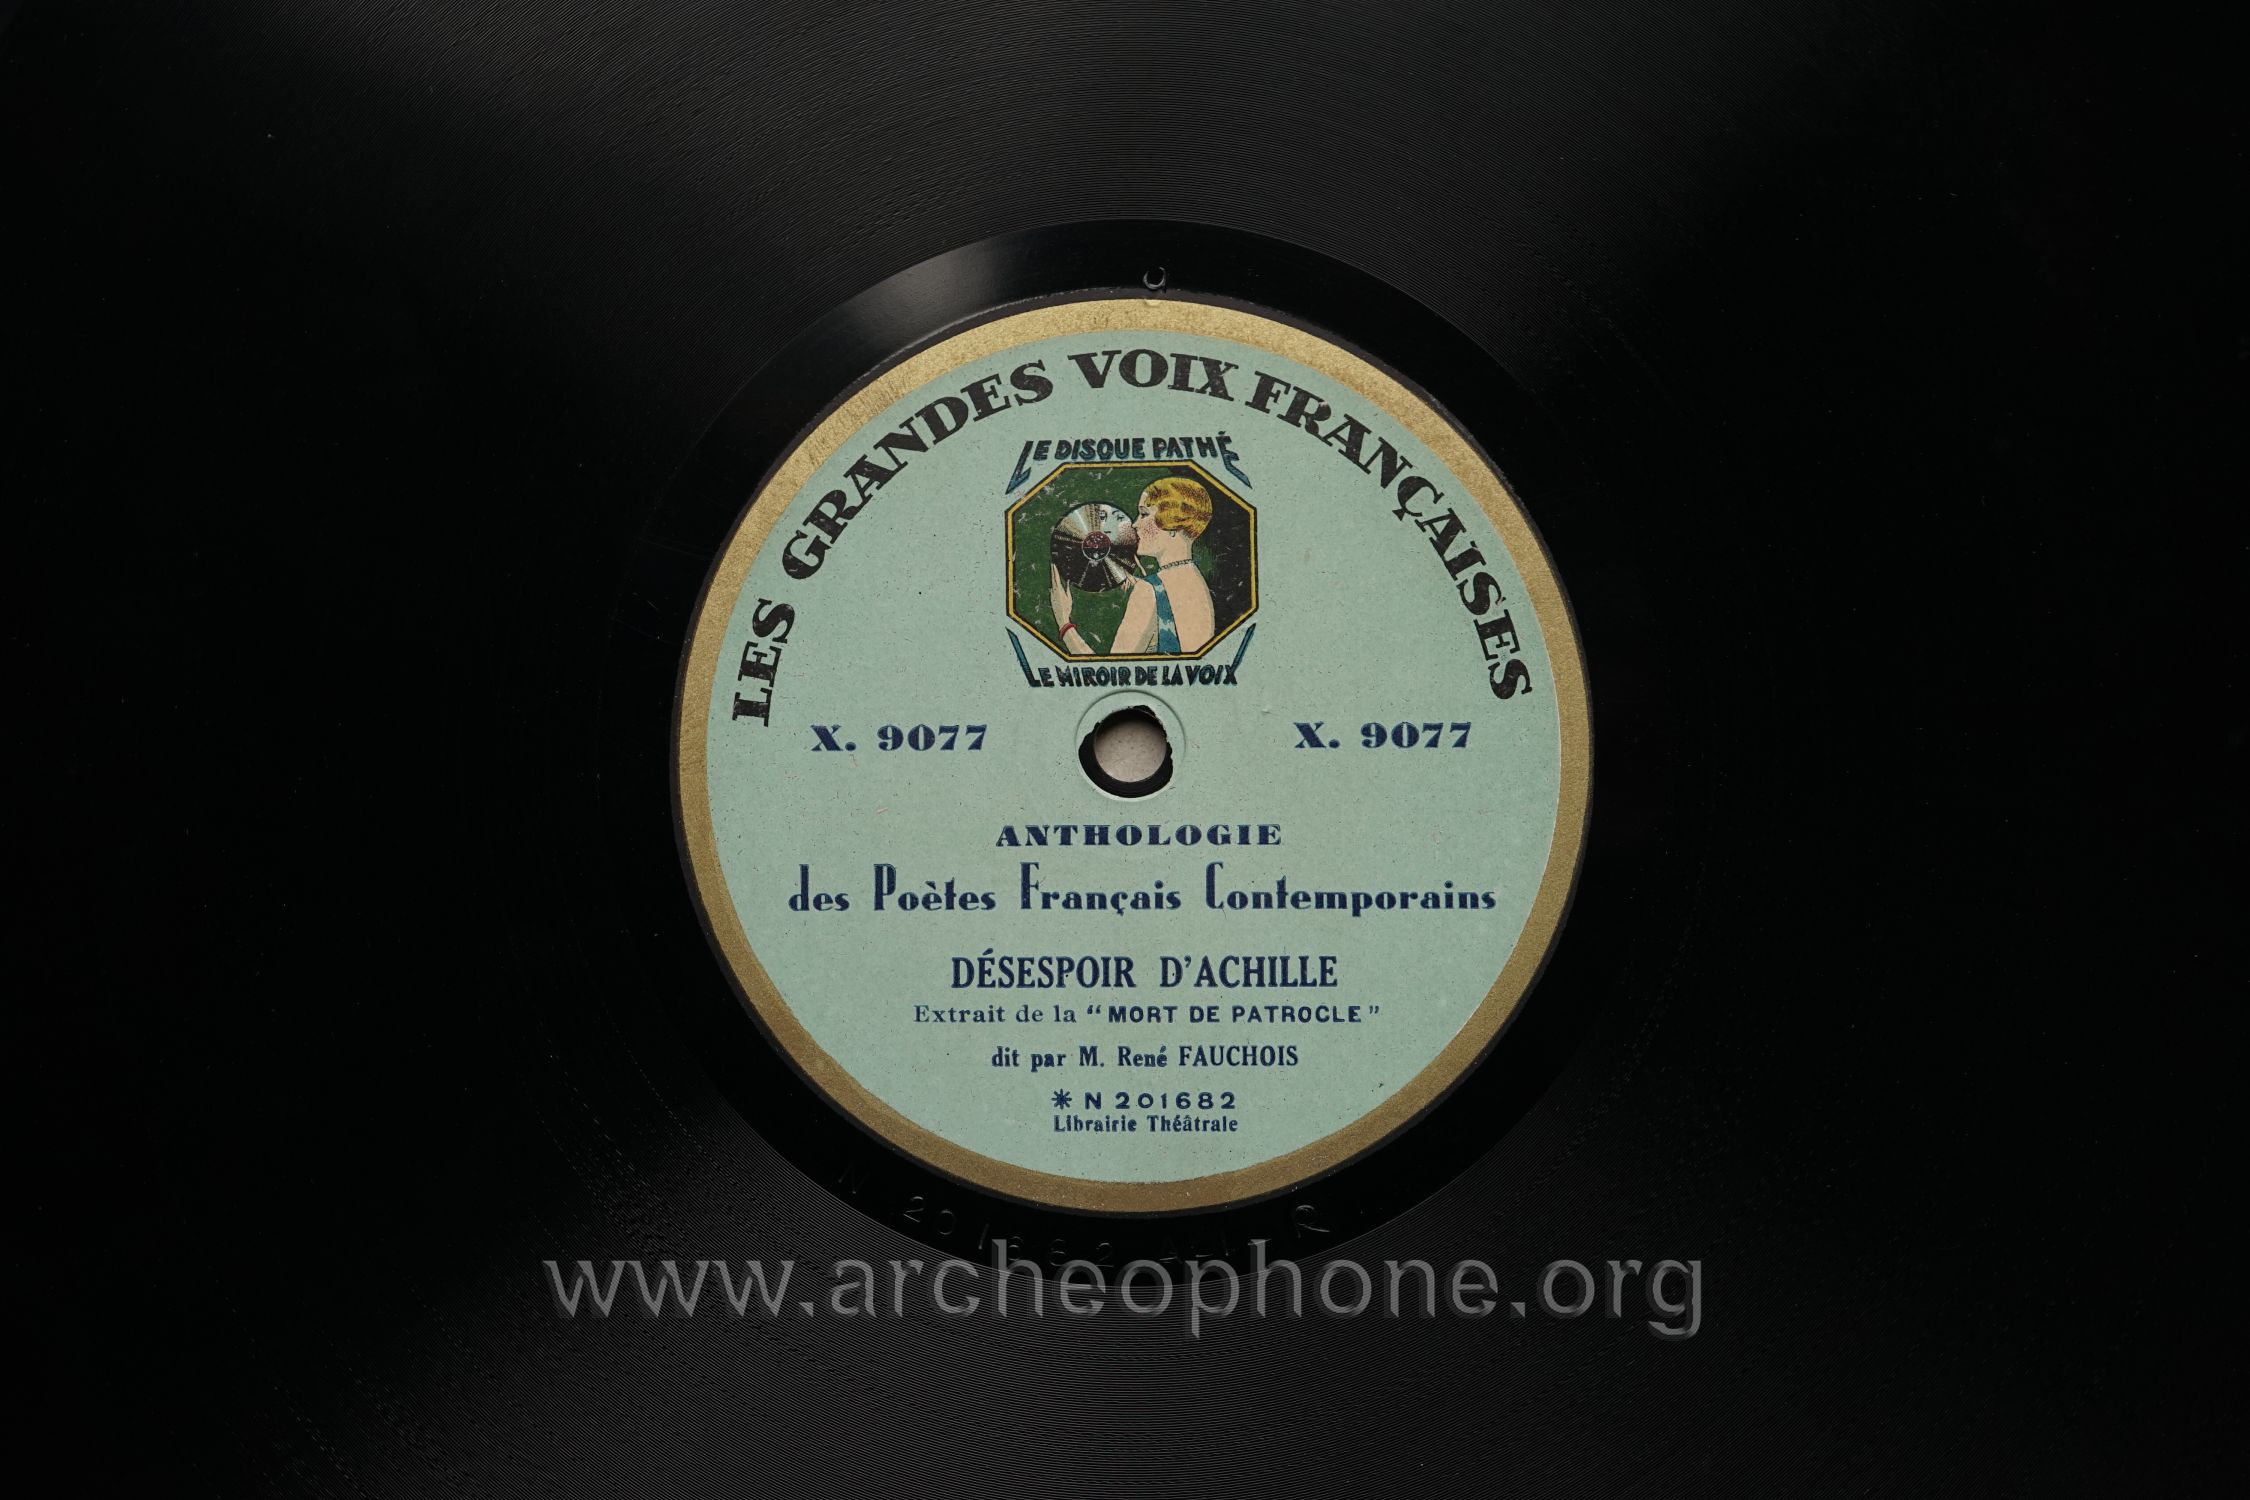 LES GRANDES VOIX FRANÇAISES
LE DISQUE PATHÉ
LE MIROIR DE LA VOIX
X. 9077
X. 9077
ANTHOLOGIE
des Poètes Français Contemporains
DÉSESPOIR D'ACHILLE
Extrait de la "MORT DE PATROCLE"
dit par M. René FAUCHOIS
* N 201682
Librairie Théâtrale
N 201682
www.archeophone.org